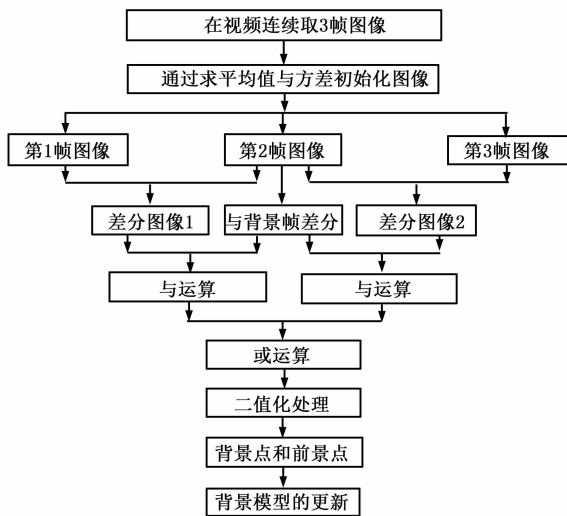 在视频连续取3帧图像
通过求平均值与方差初始化图像
第1帧图像
第2帧图像
第3帧图像
差分图像1
与背景帧差分
差分图像2
与运算
与运算
或运算
二值化处理
背景点和前景点
背景模型的更新